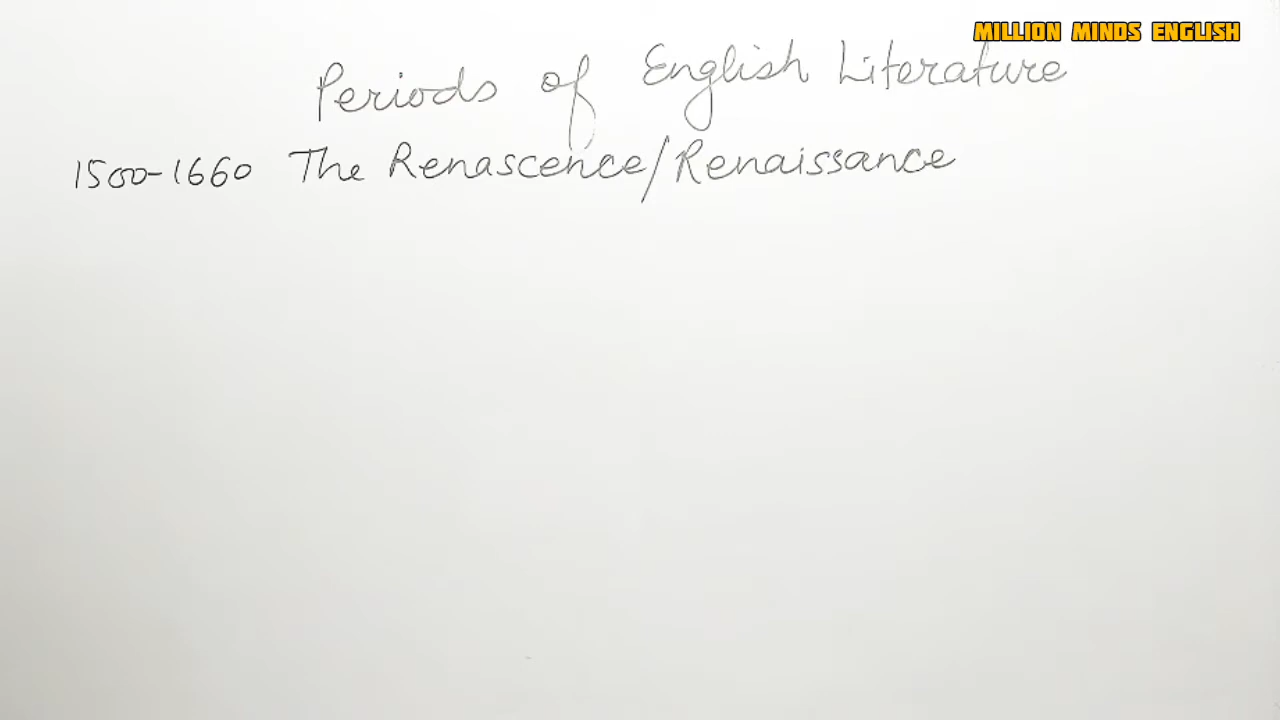 MILLION MINDS ENGLISH
Periods of English Literature
1500-1660 The Renascence/Renaissance